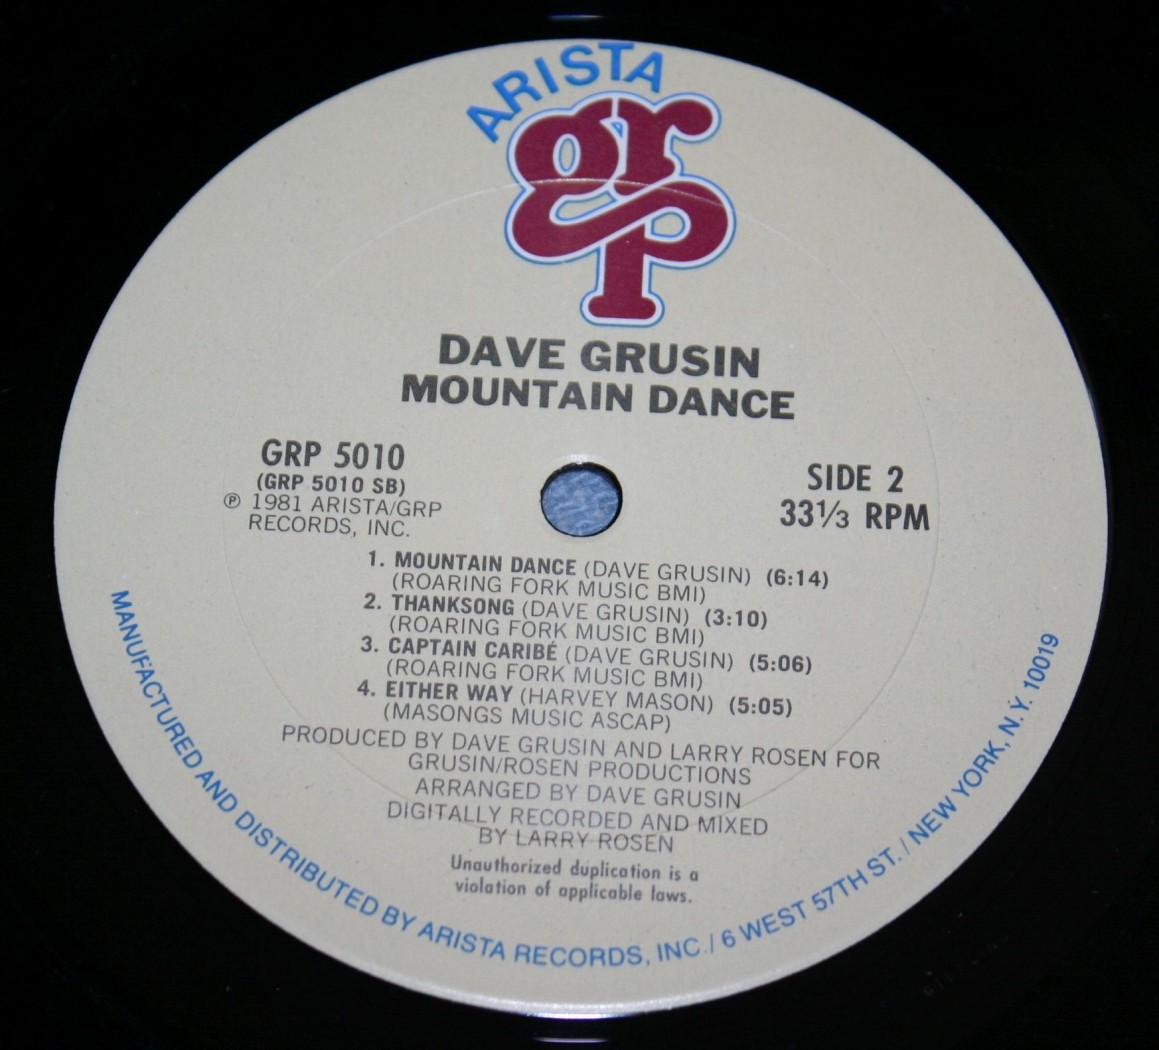 ARISTA
grp
DAVE GRUSIN
MOUNTAIN DANCE
GRP 5010
(GRP 5010 SB)
℗ 1981 ARISTA/GRP
RECORDS, INC.
SIDE 2
33⅓ RPM
1. MOUNTAIN DANCE (DAVE GRUSIN) (6:14)
(ROARING FORK MUSIC BMI)
2. THANKSONG (DAVE GRUSIN) (3:10)
(ROARING FORK MUSIC BMI)
3. CAPTAIN CARIBÉ (DAVE GRUSIN) (5:06)
(ROARING FORK MUSIC BMI)
4. EITHER WAY (HARVEY MASON) (5:05)
(MASONGS MUSIC ASCAP)
PRODUCED BY DAVE GRUSIN AND LARRY ROSEN FOR
GRUSIN/ROSEN PRODUCTIONS
ARRANGED BY DAVE GRUSIN
DIGITALLY RECORDED AND MIXED
BY LARRY ROSEN
Unauthorized duplication is a
violation of applicable laws.
MANUFACTURED AND DISTRIBUTED BY ARISTA RECORDS, INC. / 6 WEST 57TH ST. / NEW YORK, N.Y. 10019